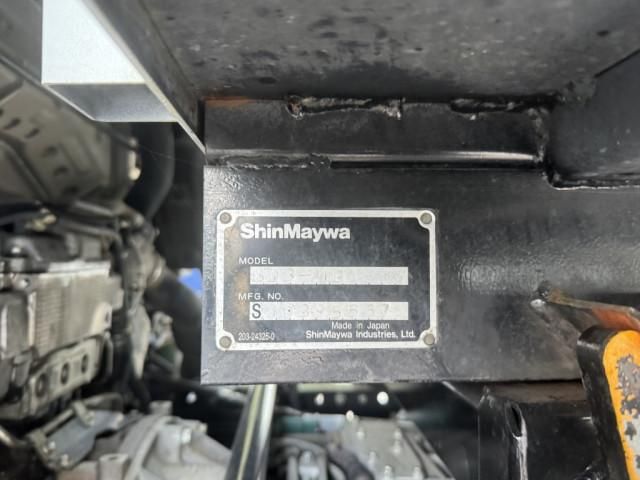 ShinMaywa
MODEL
MFG. NO.
S
Made in Japan
203-24325-0
ShinMaywa Industries, Ltd.